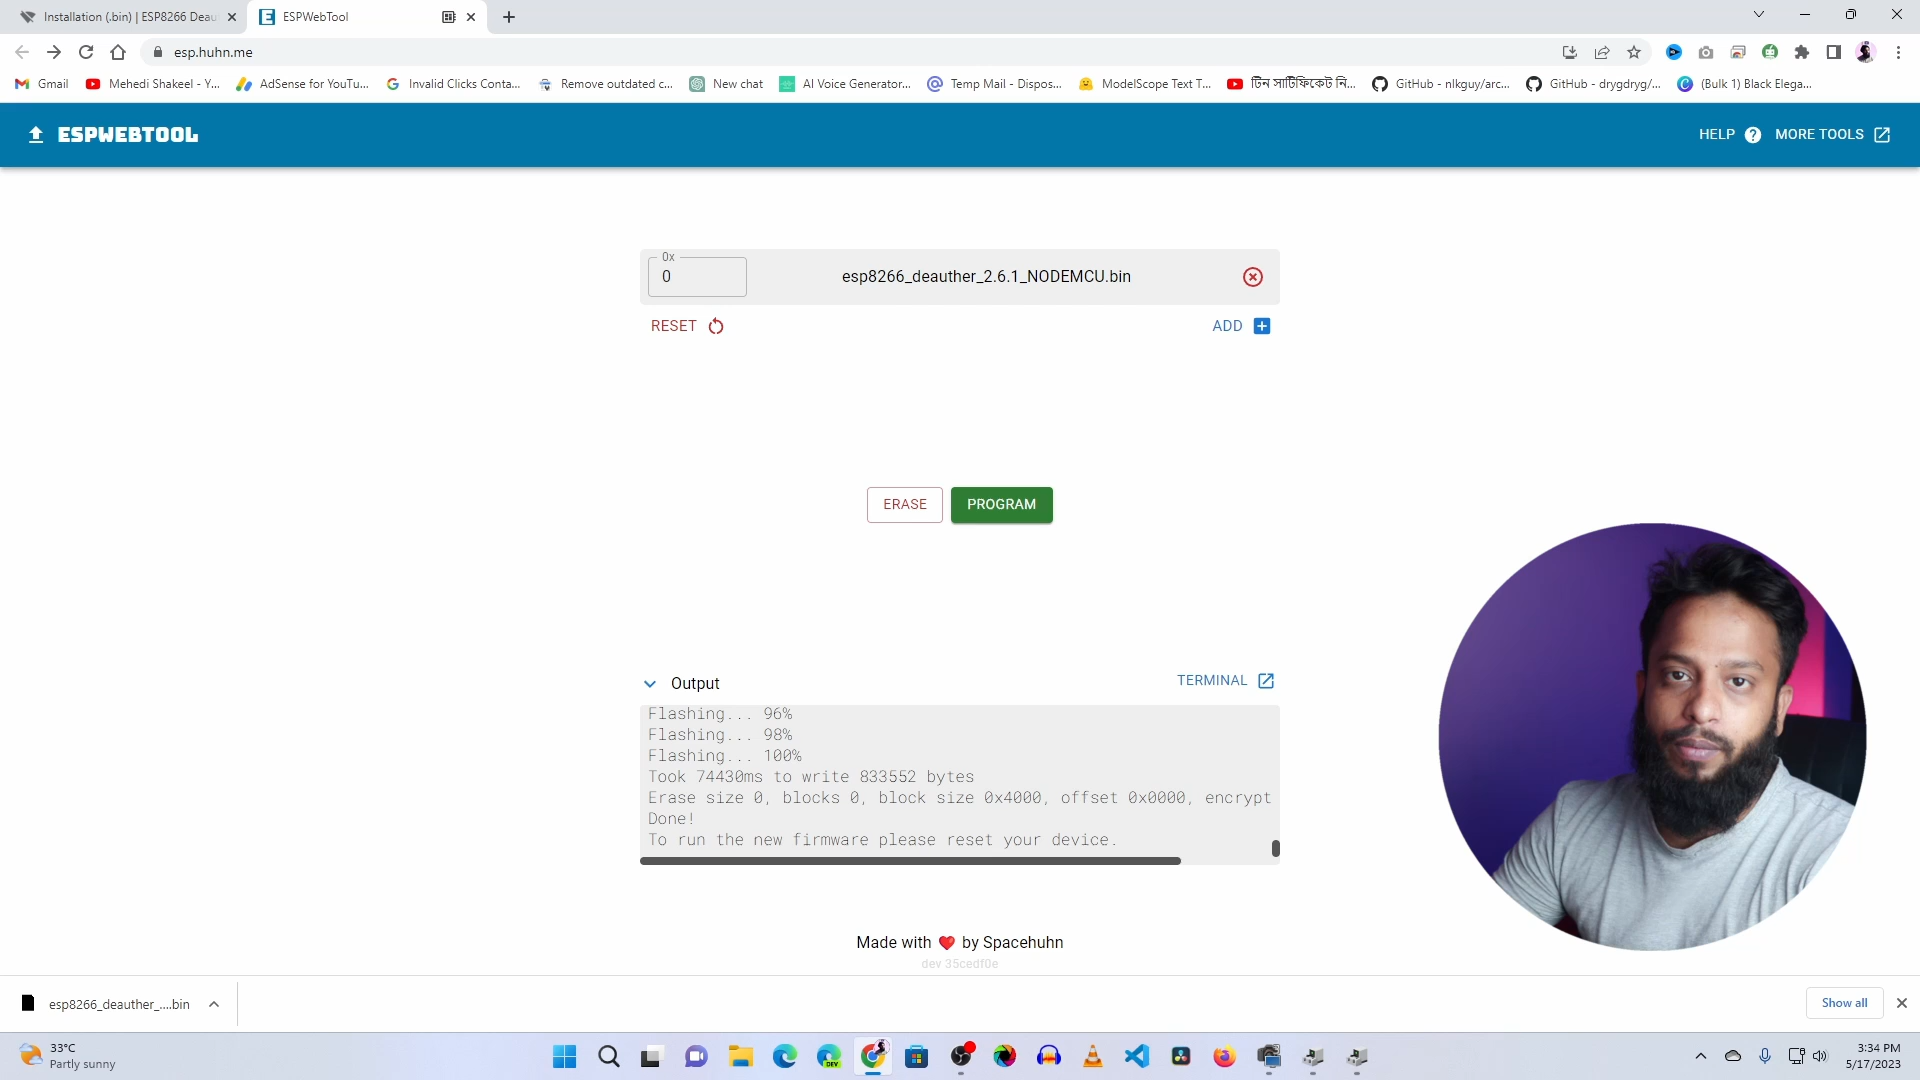 Installation (.bin) | ESP8266 Deau
ESPWebTool
esp.huhn.me
Gmail
Mehedi Shakeel - Y...
AdSense for YouTu...
Invalid Clicks Conta...
Remove outdated c...
New chat
AI Voice Generator...
Temp Mail - Dispos...
ModelScope Text T...
টিন সার্টিফিকেট নি...
GitHub - nlkguy/arc...
GitHub - drygdryg/...
(Bulk 1) Black Elega...
ESPWEBTOOL
HELP
MORE TOOLS
0x
0
esp8266_deauther_2.6.1_NODEMCU.bin
RESET
ADD
ERASE
PROGRAM
Output
TERMINAL
Flashing... 96%
Flashing... 98%
Flashing... 100%
Took 74430ms to write 833552 bytes
Erase size 0, blocks 0, block size 0x4000, offset 0x0000, encrypt
Done!
To run the new firmware please reset your device.
Made with ❤️ by Spacehuhn
dev 35cedf0e
esp8266_deauther_....bin
Show all
33°C
Partly sunny
DEV
3:34 PM
5/17/2023